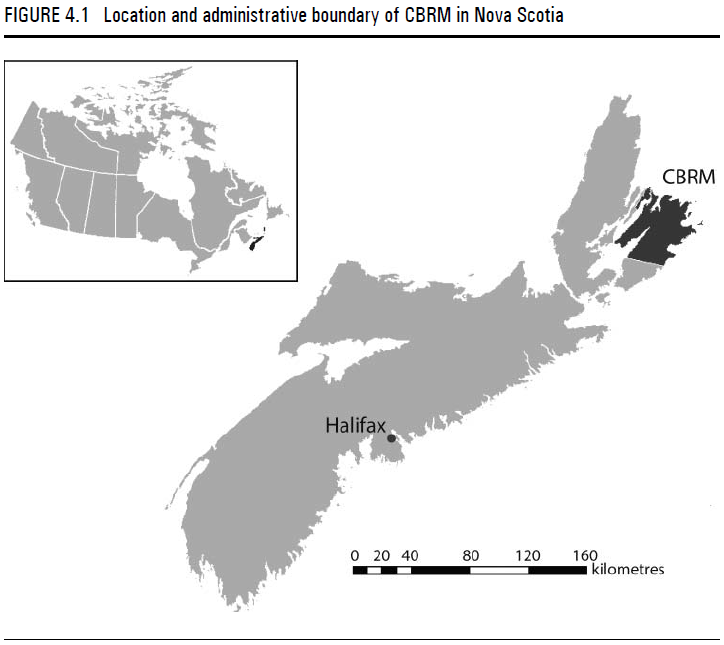 FIGURE 4.1 Location and administrative boundary of CBRM in Nova Scotia
CBRM
Halifax
0 20 40 80 120 160
kilometres